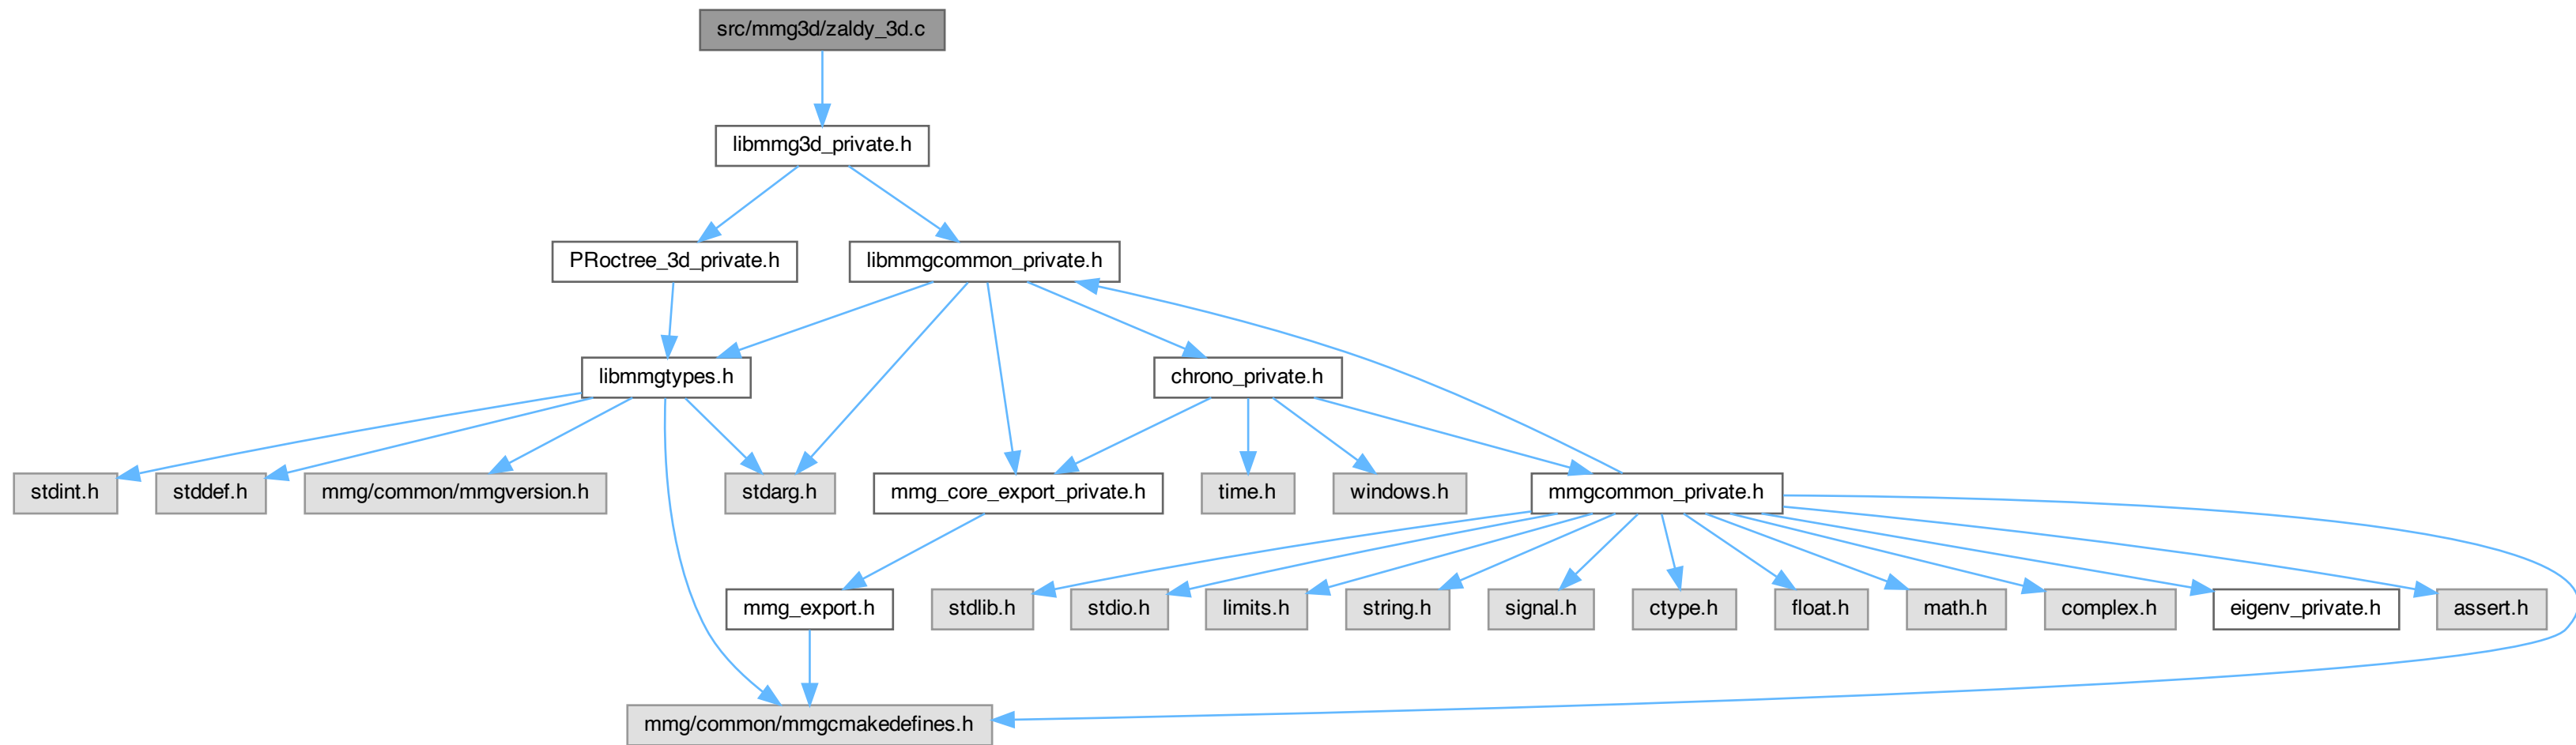 src/mmg3d/zaldy_3d.c
libmmg3d_private.h
PRoctree_3d_private.h
libmmgcommon_private.h
libmmgtypes.h
chrono_private.h
stdint.h
stddef.h
mmg/common/mmgversion.h
stdarg.h
mmg_core_export_private.h
time.h
windows.h
mmgcommon_private.h
mmg_export.h
stdlib.h
stdio.h
limits.h
string.h
signal.h
ctype.h
float.h
math.h
complex.h
eigenv_private.h
assert.h
mmg/common/mmgcmakedefines.h